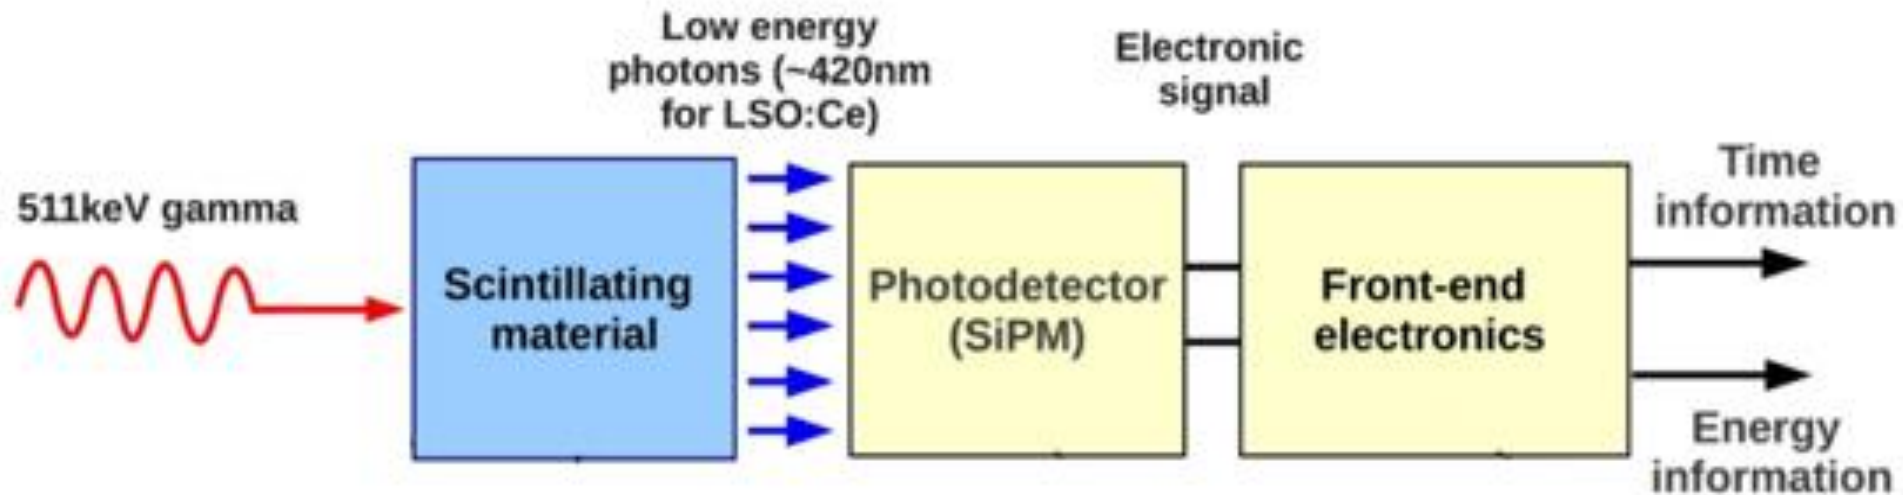 511keV gamma
Scintillating
material
Low energy
photons (~420nm
for LSO:Ce)
Photodetector
(SiPM)
Electronic
signal
Front-end
electronics
Time
information
Energy
information